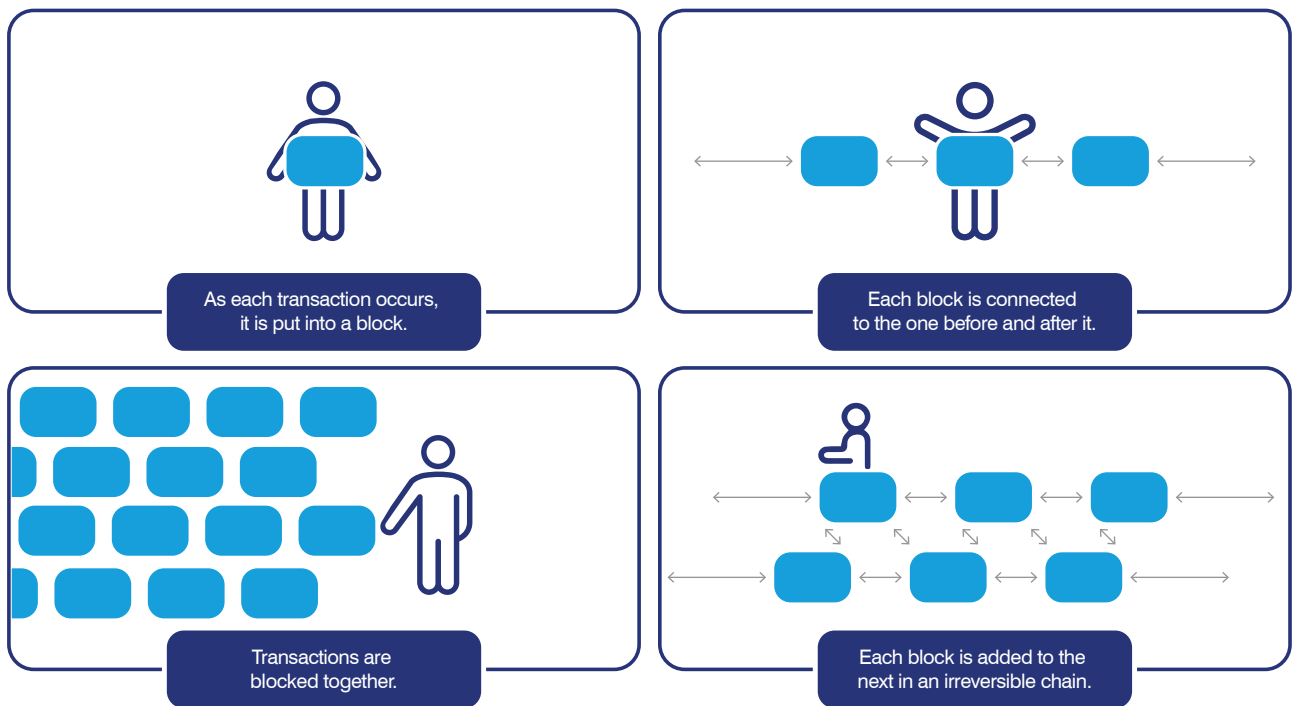 As each transaction occurs,
it is put into a block.
Each block is connected
to the one before and after it.
Transactions are
blocked together.
Each block is added to the
next in an irreversible chain.